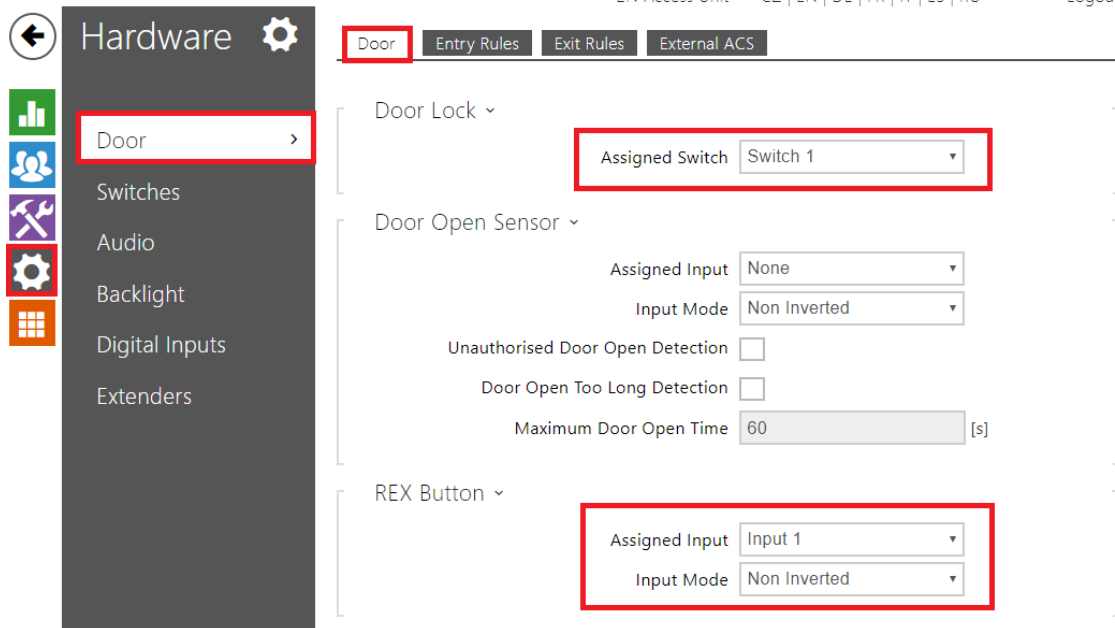 Hardware
Door
Switches
Audio
Backlight
Digital Inputs
Extenders
Door Entry Rules Exit Rules External ACS
Door Lock
Assigned Switch Switch 1
Door Open Sensor
Assigned Input None
Input Mode Non Inverted
Unauthorised Door Open Detection
Door Open Too Long Detection
Maximum Door Open Time 60 [s]
REX Button
Assigned Input Input 1
Input Mode Non Inverted